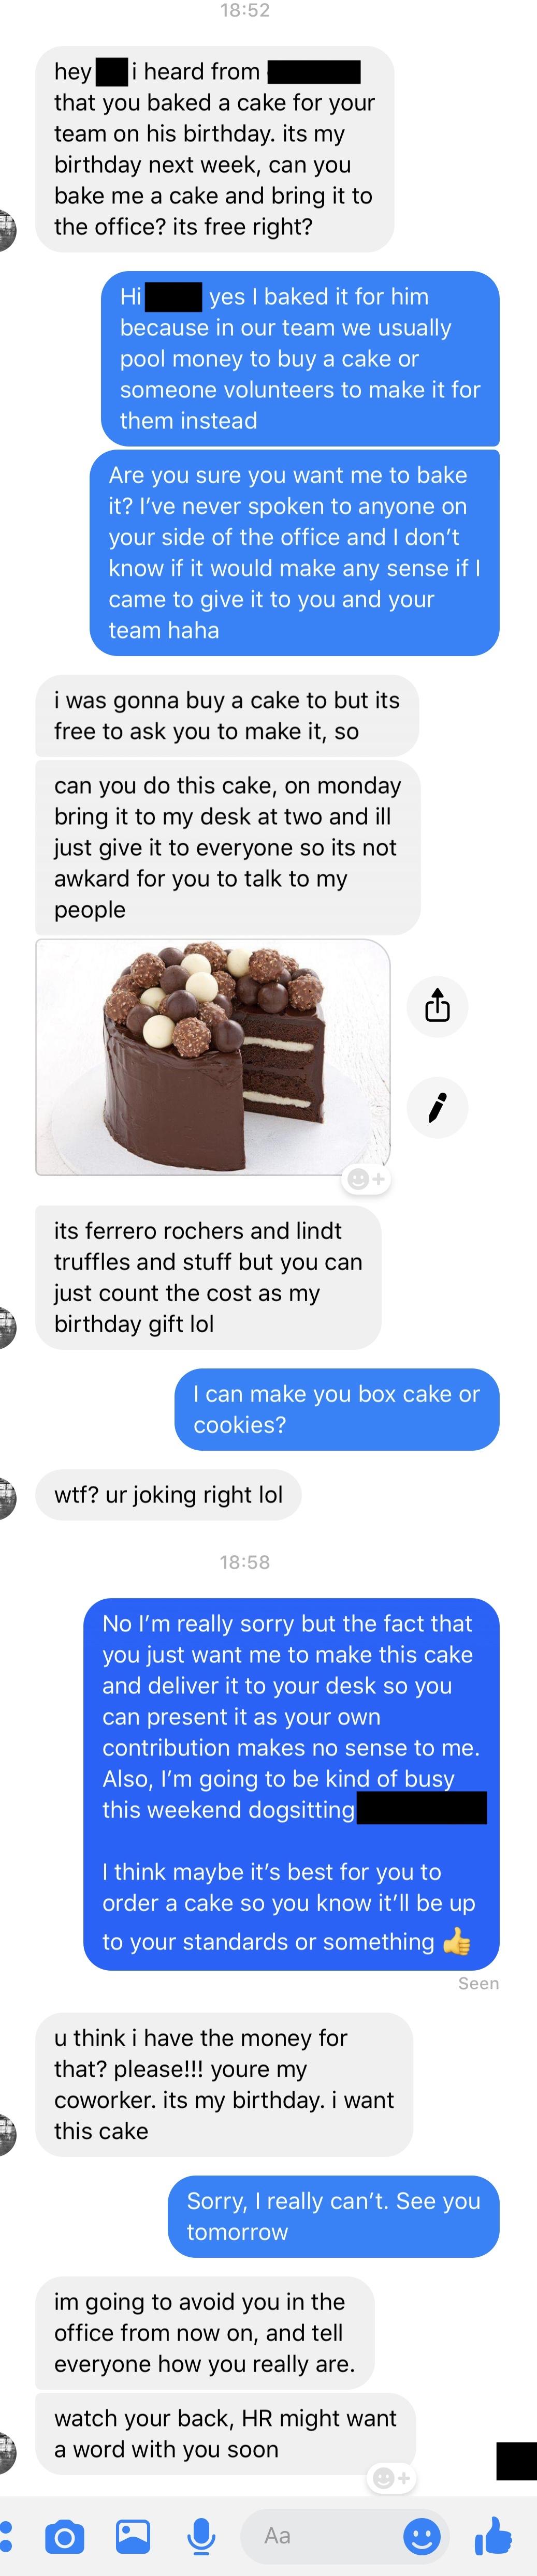 18:52
hey i heard from
that you baked a cake for your
team on his birthday. its my
birthday next week, can you
bake me a cake and bring it to
the office? its free right?
Hi yes I baked it for him
because in our team we usually
pool money to buy a cake or
someone volunteers to make it for
them instead
Are you sure you want me to bake
it? I’ve never spoken to anyone on
your side of the office and I don’t
know if it would make any sense if I
came to give it to you and your
team haha
i was gonna buy a cake to but its
free to ask you to make it, so
can you do this cake, on monday
bring it to my desk at two and ill
just give it to everyone so its not
awkard for you to talk to my
people
its ferrero rochers and lindt
truffles and stuff but you can
just count the cost as my
birthday gift lol
I can make you box cake or
cookies?
wtf? ur joking right lol
18:58
No I’m really sorry but the fact that
you just want me to make this cake
and deliver it to your desk so you
can present it as your own
contribution makes no sense to me.
Also, I’m going to be kind of busy
this weekend dogsitting
I think maybe it’s best for you to
order a cake so you know it’ll be up
to your standards or something 👍
Seen
u think i have the money for
that? please!!! youre my
coworker. its my birthday. i want
this cake
Sorry, I really can’t. See you
tomorrow
im going to avoid you in the
office from now on, and tell
everyone how you really are.
watch your back, HR might want
a word with you soon
Aa